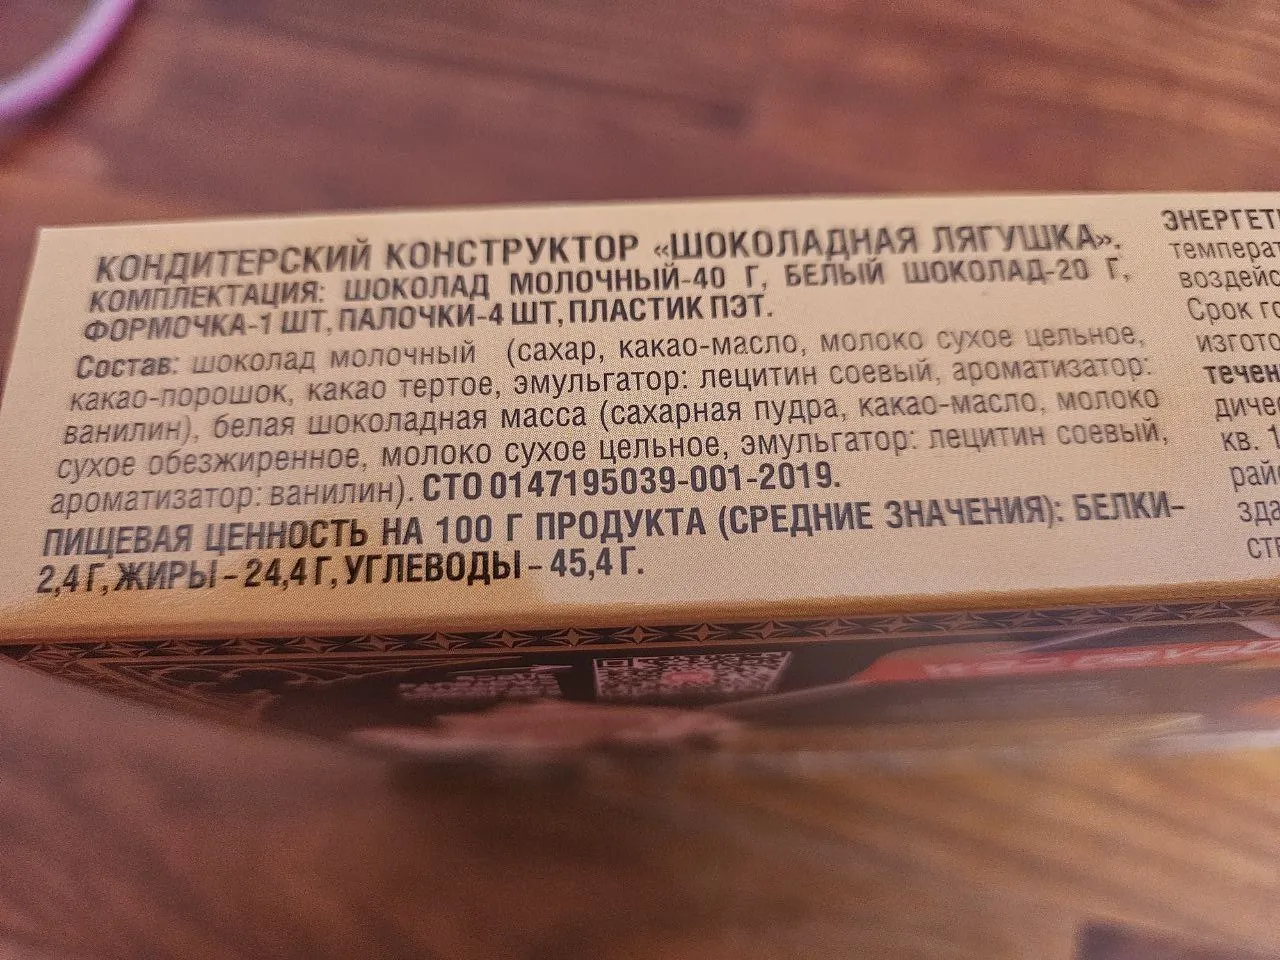 КОНДИТЕРСКИЙ КОНСТРУКТОР «ШОКОЛАДНАЯ ЛЯГУШКА».
КОМПЛЕКТАЦИЯ: ШОКОЛАД МОЛОЧНЫЙ-40 Г, БЕЛЫЙ ШОКОЛАД-20 Г,
ФОРМОЧКА-1 ШТ, ПАЛОЧКИ-4 ШТ, ПЛАСТИК ПЭТ.
Состав: шоколад молочный (сахар, какао-масло, молоко сухое цельное,
какао-порошок, какао тертое, эмульгатор: лецитин соевый, ароматизатор:
ванилин), белая шоколадная масса (сахарная пудра, какао-масло, молоко
сухое обезжиренное, молоко сухое цельное, эмульгатор: лецитин соевый,
ароматизатор: ванилин). СТО 0147195039-001-2019.
ПИЩЕВАЯ ЦЕННОСТЬ НА 100 Г ПРОДУКТА (СРЕДНИЕ ЗНАЧЕНИЯ): БЕЛКИ-
2,4 Г, ЖИРЫ – 24,4 Г, УГЛЕВОДЫ – 45,4 Г.
ЭНЕРГЕТ
температ
воздейс
Срок го
изгото
течен
дичес
кв. 1
рай
зда
стр